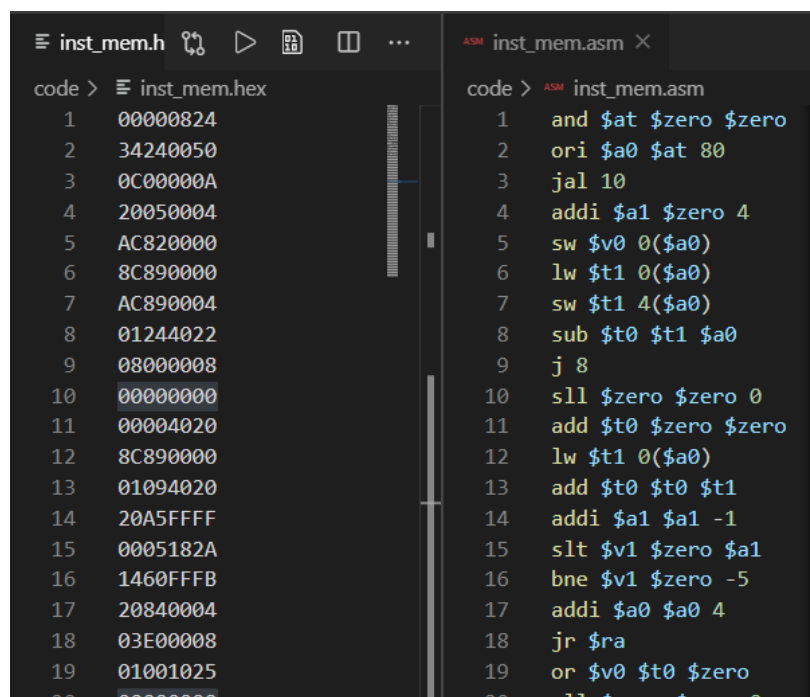 inst_mem.h
code > inst_mem.hex
1 00000824
2 34240050
3 0C00000A
4 20050004
5 AC820000
6 8C890000
7 AC890004
8 01244022
9 08000008
10 00000000
11 00004020
12 8C890000
13 01094020
14 20A5FFFF
15 0005182A
16 1460FFFB
17 20840004
18 03E00008
19 01001025
ASM inst_mem.asm
code > ASM inst_mem.asm
1 and $at $zero $zero
2 ori $a0 $at 80
3 jal 10
4 addi $a1 $zero 4
5 sw $v0 0($a0)
6 lw $t1 0($a0)
7 sw $t1 4($a0)
8 sub $t0 $t1 $a0
9 j 8
10 sll $zero $zero 0
11 add $t0 $zero $zero
12 lw $t1 0($a0)
13 add $t0 $t0 $t1
14 addi $a1 $a1 -1
15 slt $v1 $zero $a1
16 bne $v1 $zero -5
17 addi $a0 $a0 4
18 jr $ra
19 or $v0 $t0 $zero